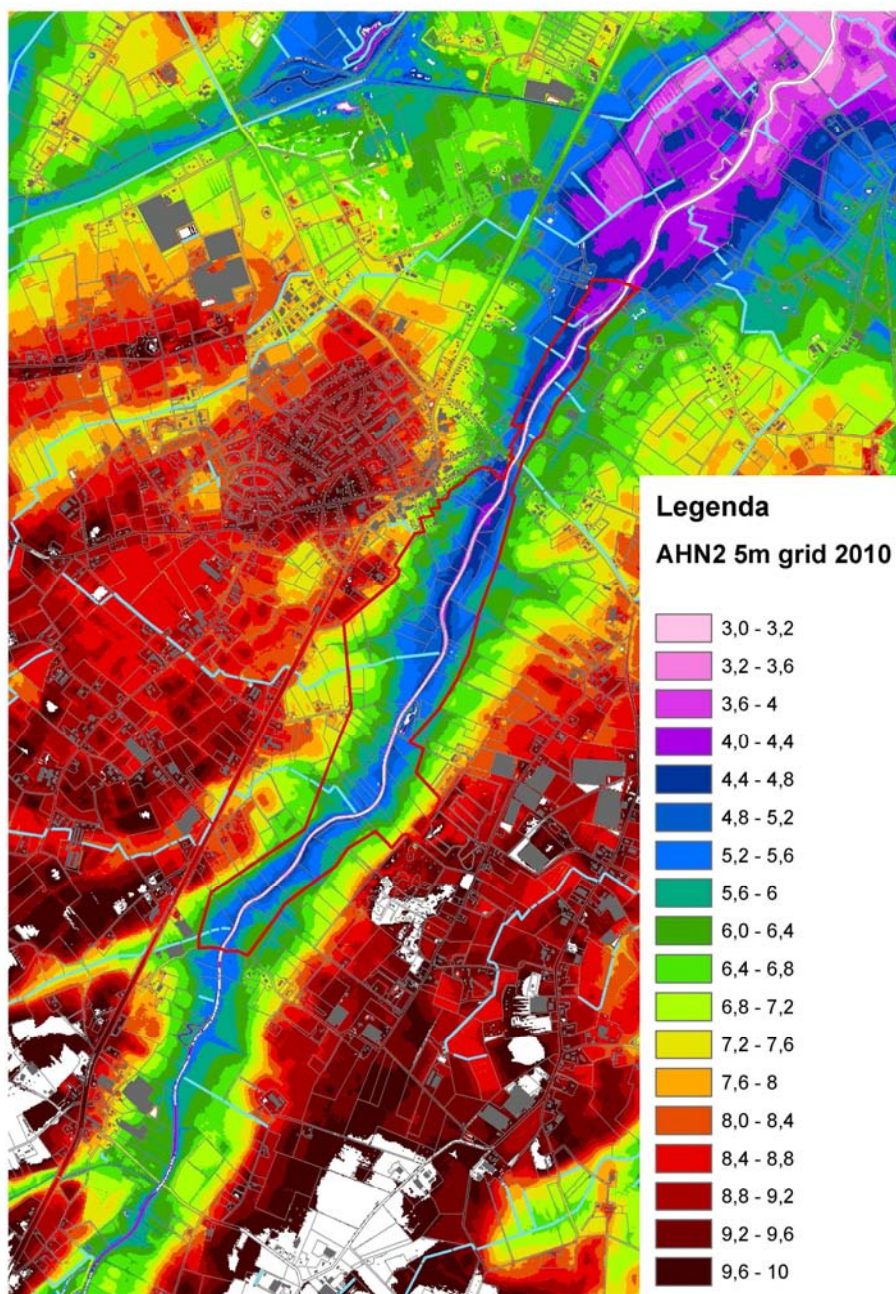 Legenda
AHN2 5m grid 2010
3,0 - 3,2
3,2 - 3,6
3,6 - 4
4,0 - 4,4
4,4 - 4,8
4,8 - 5,2
5,2 - 5,6
5,6 - 6
6,0 - 6,4
6,4 - 6,8
6,8 - 7,2
7,2 - 7,6
7,6 - 8
8,0 - 8,4
8,4 - 8,8
8,8 - 9,2
9,2 - 9,6
9,6 - 10